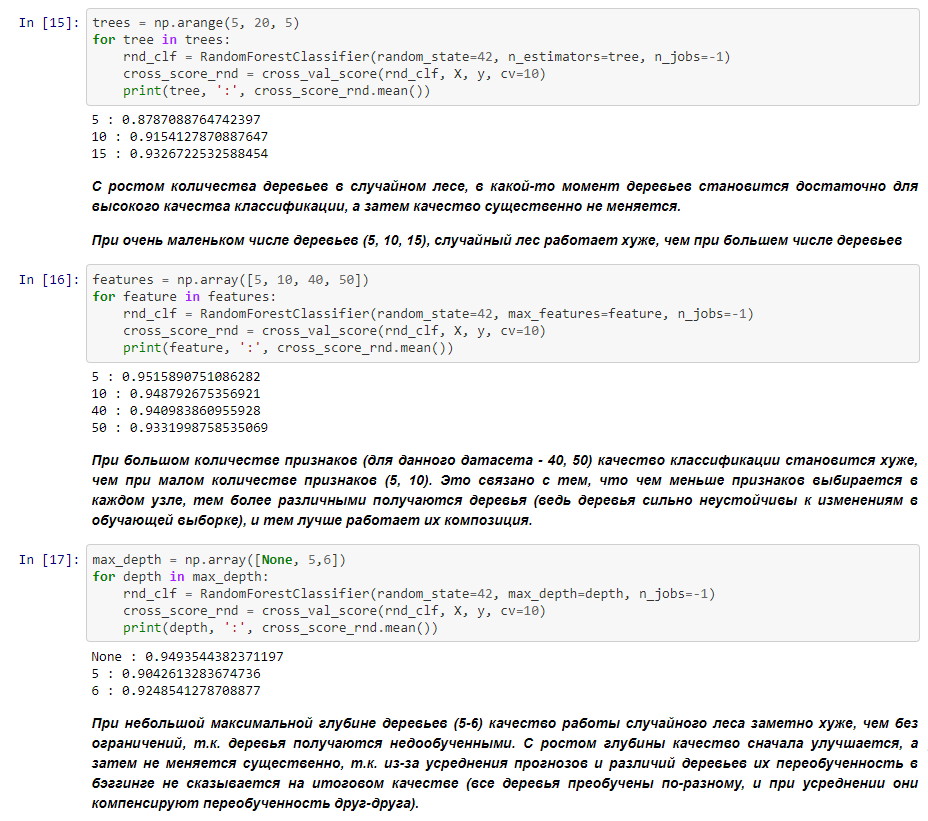 In [15]: trees = np.arange(5, 20, 5)
for tree in trees:
    rnd_clf = RandomForestClassifier(random_state=42, n_estimators=tree, n_jobs=-1)
    cross_score_rnd = cross_val_score(rnd_clf, X, y, cv=10)
    print(tree, ':', cross_score_rnd.mean())
5 : 0.8787088764742397
10 : 0.9154127870887647
15 : 0.9326722532588454
С ростом количества деревьев в случайном лесе, в какой-то момент деревьев становится достаточно для
высокого качества классификации, а затем качество существенно не меняется.
При очень маленьком числе деревьев (5, 10, 15), случайный лес работает хуже, чем при большем числе деревьев
In [16]: features = np.array([5, 10, 40, 50])
for feature in features:
    rnd_clf = RandomForestClassifier(random_state=42, max_features=feature, n_jobs=-1)
    cross_score_rnd = cross_val_score(rnd_clf, X, y, cv=10)
    print(feature, ':', cross_score_rnd.mean())
5 : 0.9515890751086282
10 : 0.948792675356921
40 : 0.940983860955928
50 : 0.9331998758535069
При большом количестве признаков (для данного датасета - 40, 50) качество классификации становится хуже,
чем при малом количестве признаков (5, 10). Это связано с тем, что чем меньше признаков выбирается в
каждом узле, тем более различными получаются деревья (ведь деревья сильно неустойчивы к изменениям в
обучающей выборке), и тем лучше работает их композиция.
In [17]: max_depth = np.array([None, 5,6])
for depth in max_depth:
    rnd_clf = RandomForestClassifier(random_state=42, max_depth=depth, n_jobs=-1)
    cross_score_rnd = cross_val_score(rnd_clf, X, y, cv=10)
    print(depth, ':', cross_score_rnd.mean())
None : 0.9493544382371197
5 : 0.9042613283674736
6 : 0.9248541278708877
При небольшой максимальной глубине деревьев (5-6) качество работы случайного леса заметно хуже, чем без
ограничений, т.к. деревья получаются недообученными. С ростом глубины качество сначала улучшается, а
затем не меняется существенно, т.к. из-за усреднения прогнозов и различий деревьев их переобученность в
бэггинге не сказывается на итоговом качестве (все деревья преобучены по-разному, и при усреднении они
компенсируют переобученность друг-друга).